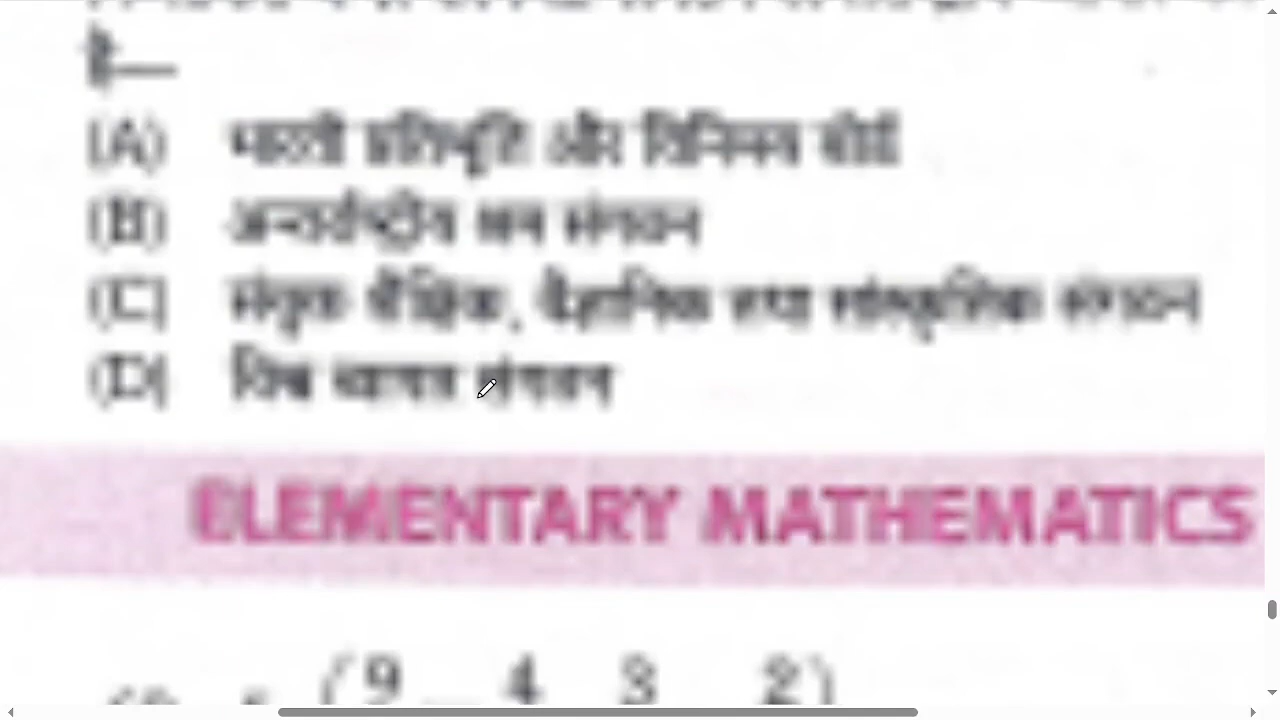 है—
(A) भारती प्रतिभूति और विनिमय बोर्ड
(B) अन्तर्राष्ट्रीय श्रम संगठन
(C) संयुक्त शैक्षिक, वैज्ञानिक तथा सांस्कृतिक संगठन
(D) विश्व व्यापार संगठन
ELEMENTARY MATHEMATICS
(9 4 3 2)